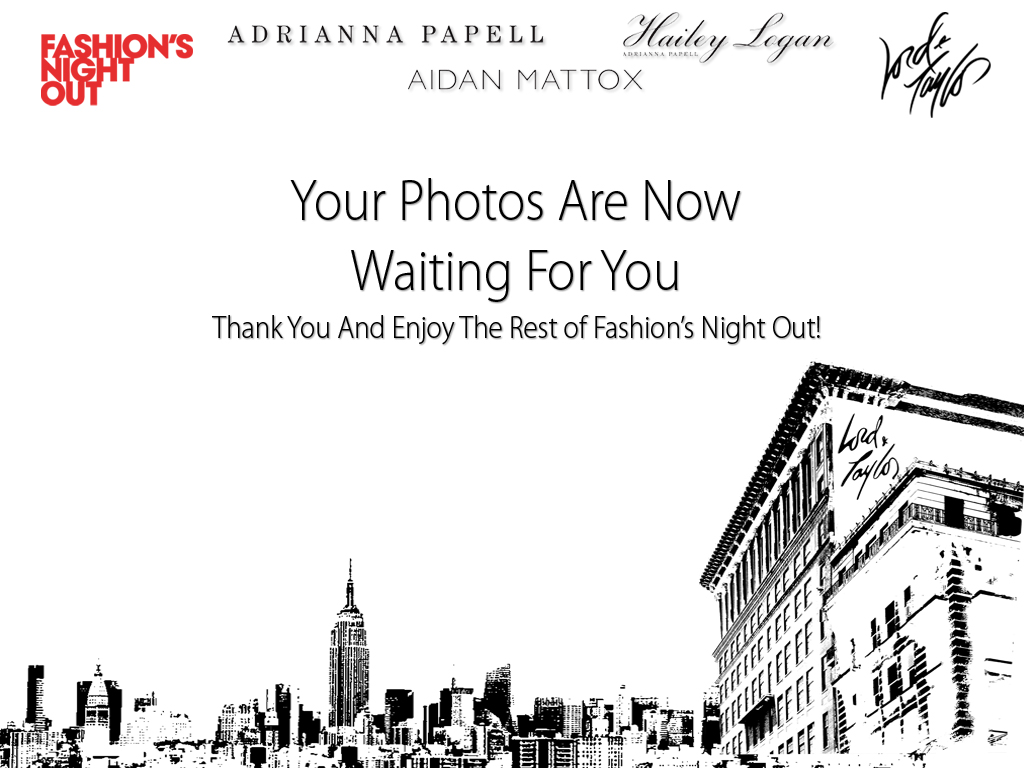 FASHION'S
NIGHT
OUT
ADRIANNA PAPELL
Hailey Logan
ADRIANNA PAPELL
AIDAN MATTOX
Lord & Taylor
Your Photos Are Now
Waiting For You
Thank You And Enjoy The Rest of Fashion's Night Out!
Lord & Taylor